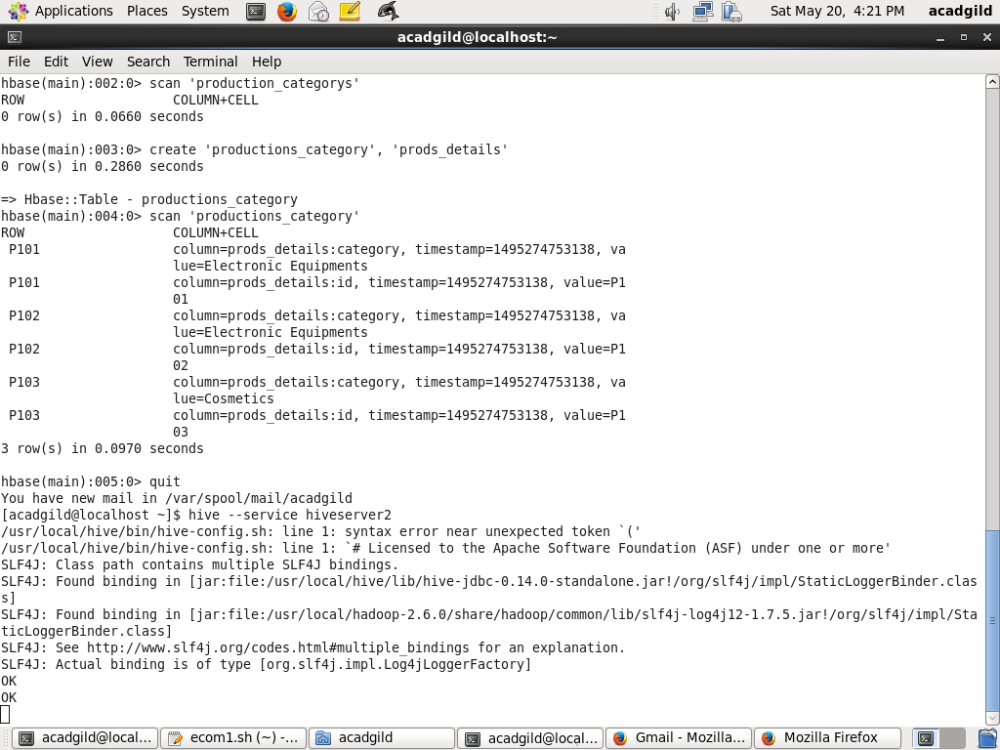 Applications Places System Sat May 20, 4:21 PM acadgild
acadgild@localhost:~
File Edit View Search Terminal Help
hbase(main):002:0> scan 'production_categorys'
ROW COLUMN+CELL
0 row(s) in 0.0660 seconds
hbase(main):003:0> create 'productions_category', 'prods_details'
0 row(s) in 0.2860 seconds
=> Hbase::Table - productions_category
hbase(main):004:0> scan 'productions_category'
ROW COLUMN+CELL
P101 column=prods_details:category, timestamp=1495274753138, va
lue=Electronic Equipments
P101 column=prods_details:id, timestamp=1495274753138, value=P1
01
P102 column=prods_details:category, timestamp=1495274753138, va
lue=Electronic Equipments
P102 column=prods_details:id, timestamp=1495274753138, value=P1
02
P103 column=prods_details:category, timestamp=1495274753138, va
lue=Cosmetics
P103 column=prods_details:id, timestamp=1495274753138, value=P1
03
3 row(s) in 0.0970 seconds
hbase(main):005:0> quit
You have new mail in /var/spool/mail/acadgild
[acadgild@localhost ~]$ hive --service hiveserver2
/usr/local/hive/bin/hive-config.sh: line 1: syntax error near unexpected token `('
/usr/local/hive/bin/hive-config.sh: line 1: `# Licensed to the Apache Software Foundation (ASF) under one or more'
SLF4J: Class path contains multiple SLF4J bindings.
SLF4J: Found binding in [jar:file:/usr/local/hive/lib/hive-jdbc-0.14.0-standalone.jar!/org/slf4j/impl/StaticLoggerBinder.clas
s]
SLF4J: Found binding in [jar:file:/usr/local/hadoop-2.6.0/share/hadoop/common/lib/slf4j-log4j12-1.7.5.jar!/org/slf4j/impl/Sta
ticLoggerBinder.class]
SLF4J: See http://www.slf4j.org/codes.html#multiple_bindings for an explanation.
SLF4J: Actual binding is of type [org.slf4j.impl.Log4jLoggerFactory]
OK
OK
acadgild@local... ecom1.sh (~) -... acadgild acadgild@local... Gmail - Mozilla... Mozilla Firefox